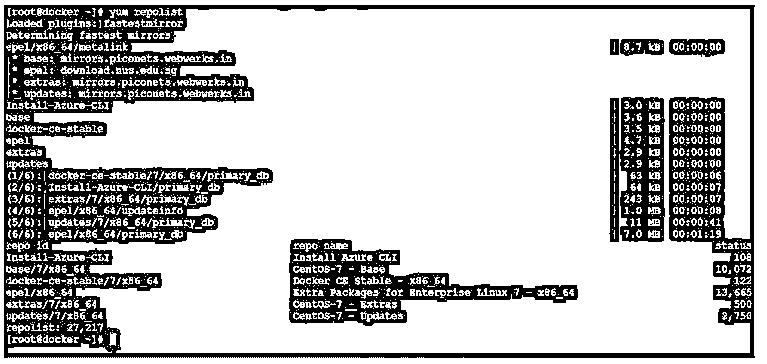 [root@docker ~]# yum repolist
Loaded plugins: fastestmirror
Determining fastest mirrors
epel/x86_64/metalink | 8.7 kB 00:00:00
* base: mirrors.piconets.webwerks.in
* epel: download.nus.edu.sg
* extras: mirrors.piconets.webwerks.in
* updates: mirrors.piconets.webwerks.in
Install-Azure-CLI | 3.0 kB 00:00:00
base | 3.6 kB 00:00:00
docker-ce-stable | 3.5 kB 00:00:00
epel | 4.7 kB 00:00:00
extras | 2.9 kB 00:00:00
updates | 2.9 kB 00:00:00
(1/6): docker-ce-stable/7/x86_64/primary_db | 63 kB 00:00:06
(2/6): Install-Azure-CLI/primary_db | 64 kB 00:00:07
(3/6): extras/7/x86_64/primary_db | 243 kB 00:00:07
(4/6): epel/x86_64/updateinfo | 1.0 MB 00:00:08
(5/6): updates/7/x86_64/primary_db | 11 MB 00:00:41
(6/6): epel/x86_64/primary_db | 7.0 MB 00:01:19
repo id repo name status
Install-Azure-CLI Install Azure CLI 108
base/7/x86_64 CentOS-7 - Base 10,072
docker-ce-stable/7/x86_64 Docker CE Stable - x86_64 122
epel/x86_64 Extra Packages for Enterprise Linux 7 - x86_64 13,665
extras/7/x86_64 CentOS-7 - Extras 500
updates/7/x86_64 CentOS-7 - Updates 2,750
repolist: 27,217
[root@docker ~]#